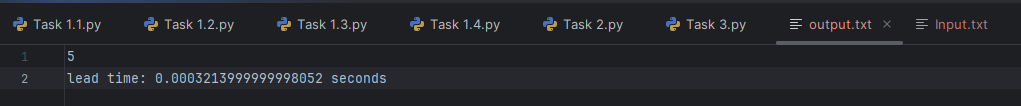 Task 1.1.py Task 1.2.py Task 1.3.py Task 1.4.py Task 2.py Task 3.py output.txt Input.txt
1 5
2 lead time: 0.0003213999999998052 seconds